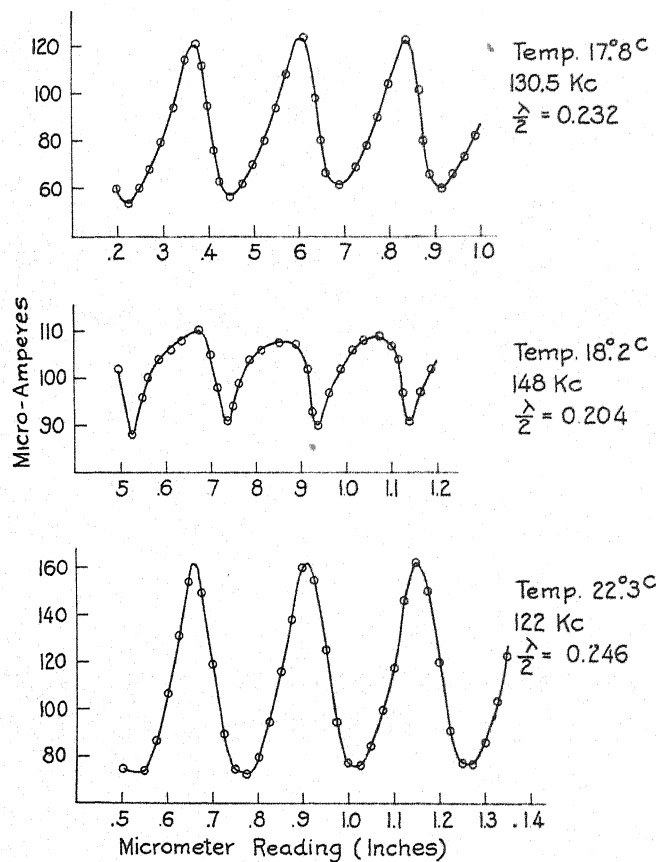 120
100
80
60
.2 .3 .4 .5 .6 .7 .8 .9 1.0
Temp. 17.°8 C
130.5 Kc
λ/2 = 0.232
Micro-Amperes
110
100
90
.5 .6 .7 .8 .9 1.0 1.1 1.2
Temp. 18.°2 C
148 Kc
λ/2 = 0.204
160
140
120
100
80
.5 .6 .7 .8 .9 1.0 1.1 1.2 1.3 .14
Temp. 22.°3 C
122 Kc
λ/2 = 0.246
Micrometer Reading (Inches)